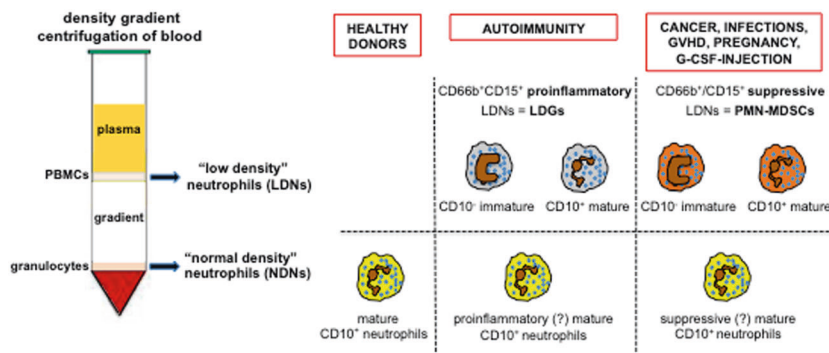 density gradient
centrifugation of blood
plasma
PBMCs
"low density"
neutrophils (LDNs)
gradient
granulocytes
"normal density"
neutrophils (NDNs)
HEALTHY
DONORS
AUTOIMMUNITY
CANCER, INFECTIONS,
GVHD, PREGNANCY,
G-CSF-INJECTION
CD66b⁺CD15⁺ proinflammatory
LDNs = LDGs
CD66b⁺/CD15⁺ suppressive
LDNs = PMN-MDSCs
CD10⁻ immature
CD10⁺ mature
CD10⁻ immature
CD10⁺ mature
mature
CD10⁺ neutrophils
proinflammatory (?) mature
CD10⁺ neutrophils
suppressive (?) mature
CD10⁺ neutrophils